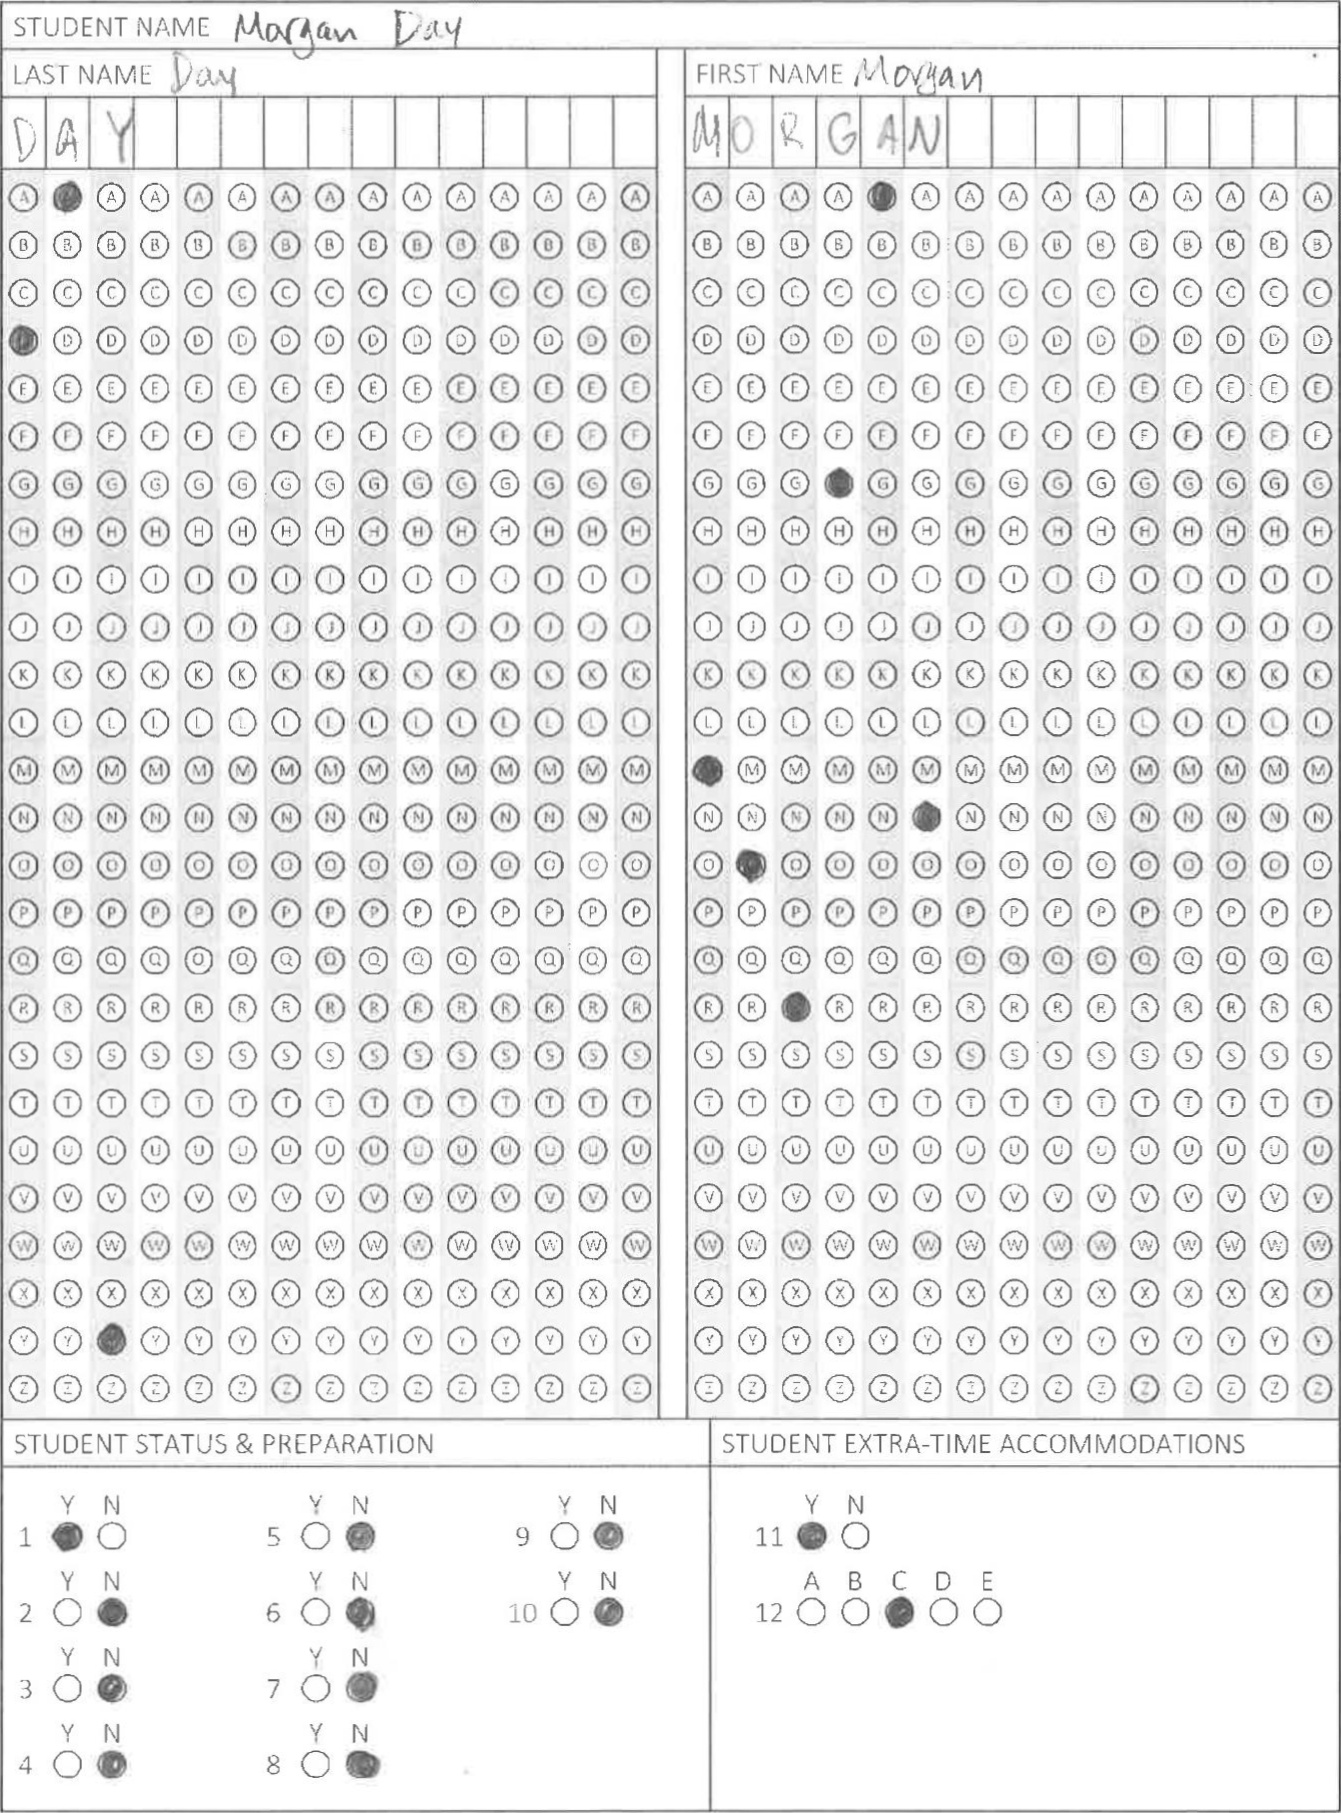 STUDENT NAME Morgan Day
LAST NAME Day FIRST NAME Morgan
D A Y M O R G A N
A A A A A A A A A A A A A A A A A A A A A A A A A A A A
B B B B B B B B B B B B B B B B B B B B B B B B B B B B B B
C C C C C C C C C C C C C C C C C C C C C C C C C C C C C C
D D D D D D D D D D D D D D D D D D D D D D D D D D D D D
E E E E E E E E E E E E E E E E E E E E E E E E E E E E E E
F F F F F F F F F F F F F F F F F F F F F F F F F F F F F F
G G G G G G G G G G G G G G G G G G G G G G G G G G G G G
H H H H H H H H H H H H H H H H H H H H H H H H H H H H H H
I I I I I I I I I I I I I I I I I I I I I I I I I I I I I I
J J J J J J J J J J J J J J J J J J J J J J J J J J J J J J
K K K K K K K K K K K K K K K K K K K K K K K K K K K K K K
L L L L L L L L L L L L L L L L L L L L L L L L L L L L L L
M M M M M M M M M M M M M M M M M M M M M M M M M M M M M
N N N N N N N N N N N N N N N N N N N N N N N N N N N N N
O O O O O O O O O O O O O O O O O O O O O O O O O O O O O
P P P P P P P P P P P P P P P P P P P P P P P P P P P P P P
Q Q Q Q Q Q Q Q Q Q Q Q Q Q Q Q Q Q Q Q Q Q Q Q Q Q Q Q Q Q
R R R R R R R R R R R R R R R R R R R R R R R R R R R R R
S S S S S S S S S S S S S S S S S S S S S S S S S S S S S S
T T T T T T T T T T T T T T T T T T T T T T T T T T T T T T
U U U U U U U U U U U U U U U U U U U U U U U U U U U U U U
V V V V V V V V V V V V V V V V V V V V V V V V V V V V V V
W W W W W W W W W W W W W W W W W W W W W W W W W W W W W W
X X X X X X X X X X X X X X X X X X X X X X X X X X X X X X
Y Y Y Y Y Y Y Y Y Y Y Y Y Y Y Y Y Y Y Y Y Y Y Y Y Y Y Y Y
Z Z Z Z Z Z Z Z Z Z Z Z Z Z Z Z Z Z Z Z Z Z Z Z Z Z Z Z Z Z
STUDENT STATUS & PREPARATION
Y N Y N Y N
1 5 9
Y N Y N Y N
2 6 10
Y N Y N
3 7
Y N Y N
4 8
STUDENT EXTRA-TIME ACCOMMODATIONS
Y N
11
A B C D E
12